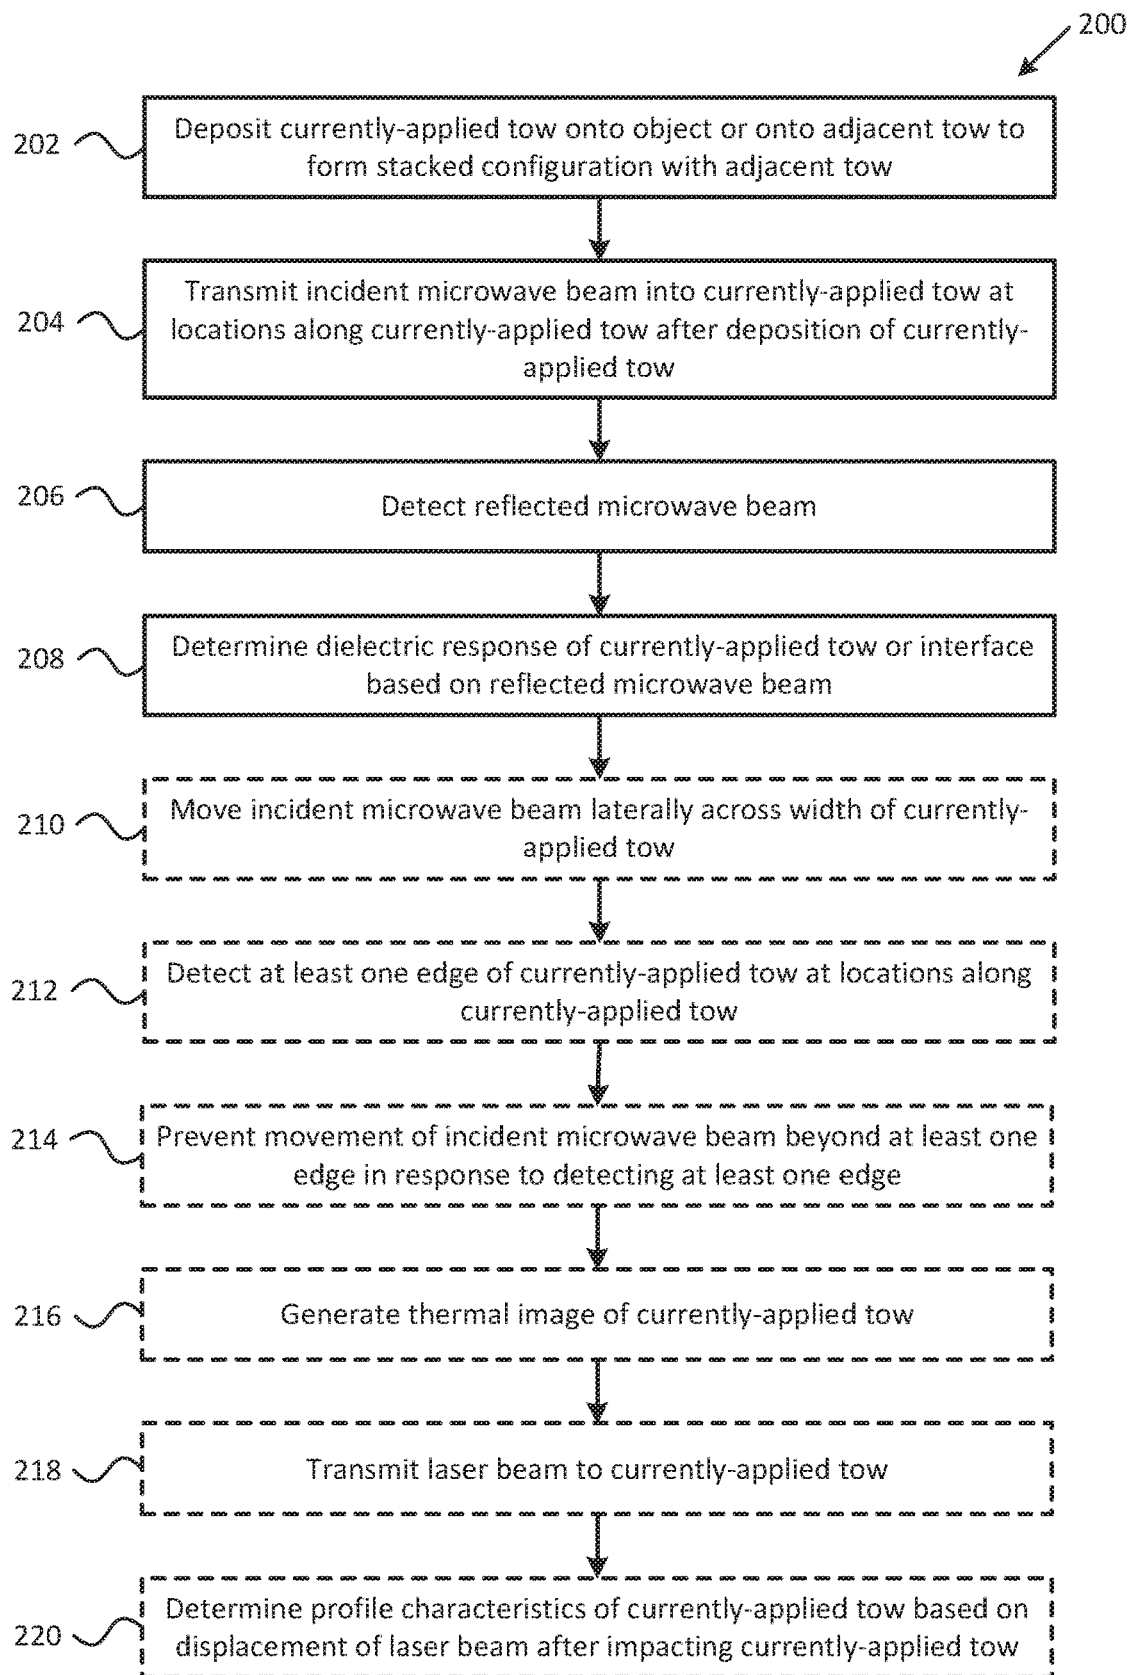 200
202
Deposit currently-applied tow onto object or onto adjacent tow to
form stacked configuration with adjacent tow
204
Transmit incident microwave beam into currently-applied tow at
locations along currently-applied tow after deposition of currently-
applied tow
206
Detect reflected microwave beam
208
Determine dielectric response of currently-applied tow or interface
based on reflected microwave beam
210
Move incident microwave beam laterally across width of currently-
applied tow
212
Detect at least one edge of currently-applied tow at locations along
currently-applied tow
214
Prevent movement of incident microwave beam beyond at least one
edge in response to detecting at least one edge
216
Generate thermal image of currently-applied tow
218
Transmit laser beam to currently-applied tow
220
Determine profile characteristics of currently-applied tow based on
displacement of laser beam after impacting currently-applied tow